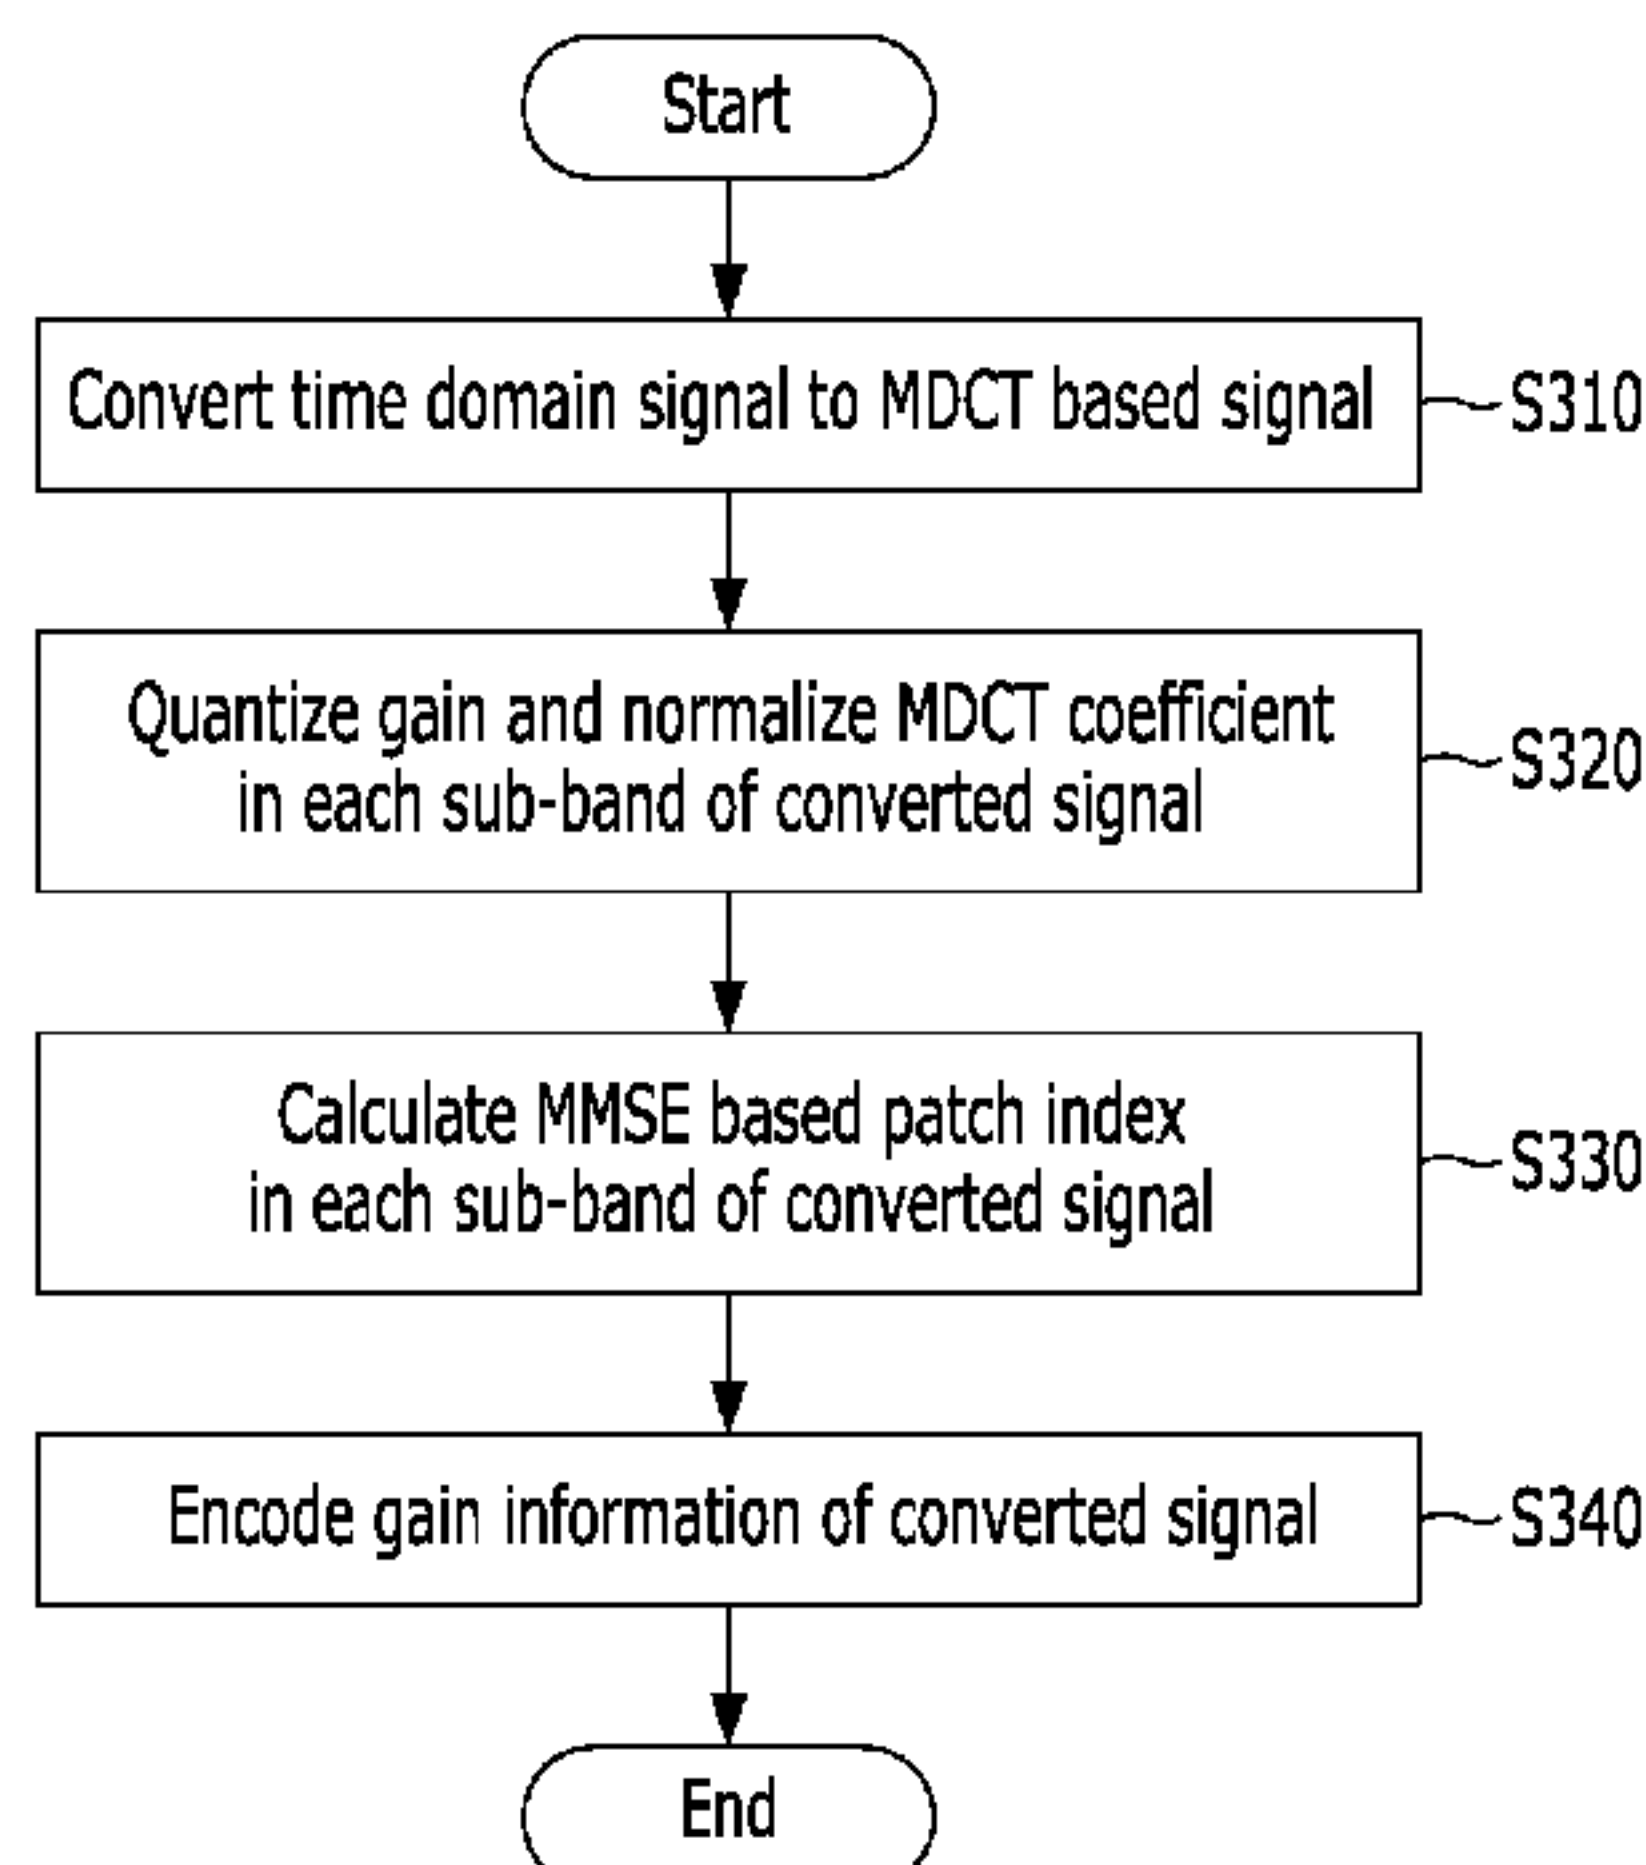 Start
Convert time domain signal to MDCT based signal
S310
Quantize gain and normalize MDCT coefficient
in each sub-band of converted signal
S320
Calculate MMSE based patch index
in each sub-band of converted signal
S330
Encode gain information of converted signal
S340
End